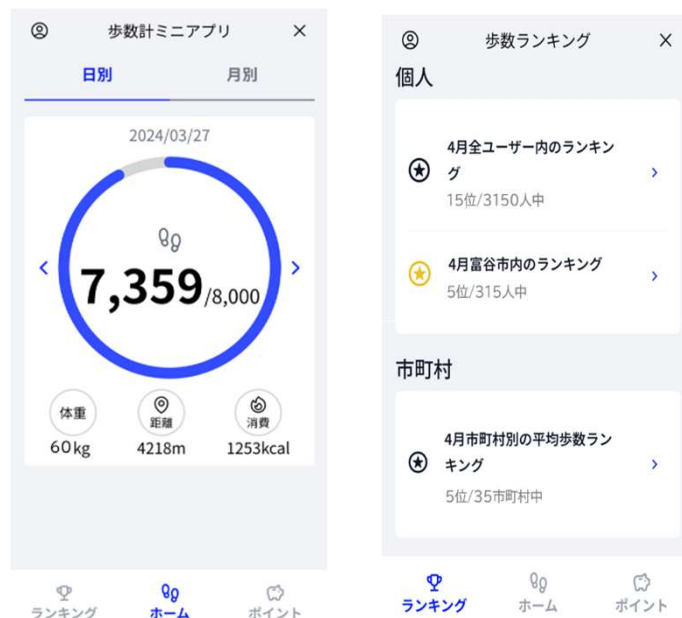 歩数計ミニアプリ
日別
月別
2024/03/27
7,359/8,000
体重
60kg
距離
4218m
消費
1253kcal
ランキング
ホーム
ポイント
歩数ランキング
個人
4月全ユーザー内のランキン
グ
15位/3150人中
4月富谷市内のランキング
5位/315人中
市町村
4月市町村別の平均歩数ラン
キング
5位/35市町村中
ランキング
ホーム
ポイント